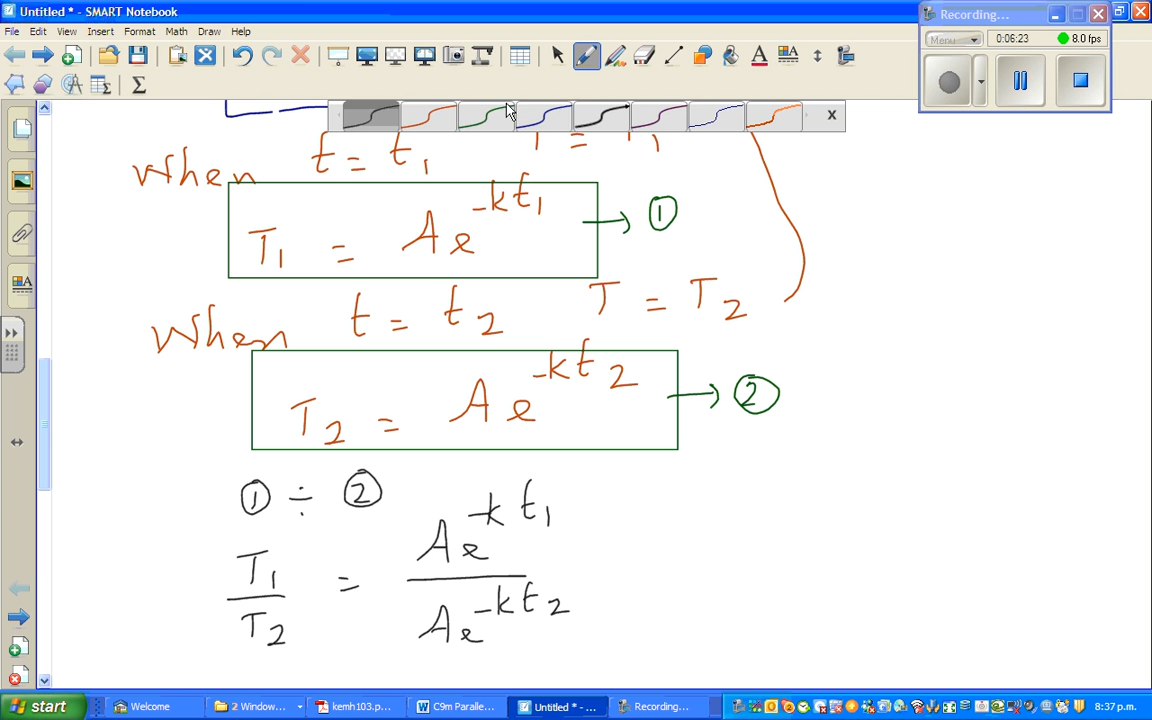 Untitled * - SMART Notebook
File Edit View Insert Format Math Draw Help
Recording...
Menu 0:06:23 8.0 fps
t = t₁
When
T₁ = Ae^{-kt₁} → ①
When t = t₂ T = T₂
T₂ = Ae^{-kt₂} → ②
① ÷ ②
T₁/T₂ = Ae^{-kt₁}/Ae^{-kt₂}
start Welcome 2 Window... kemh103.p... C9m Paralle... Untitled * - ... Recording... 8:37 p.m.